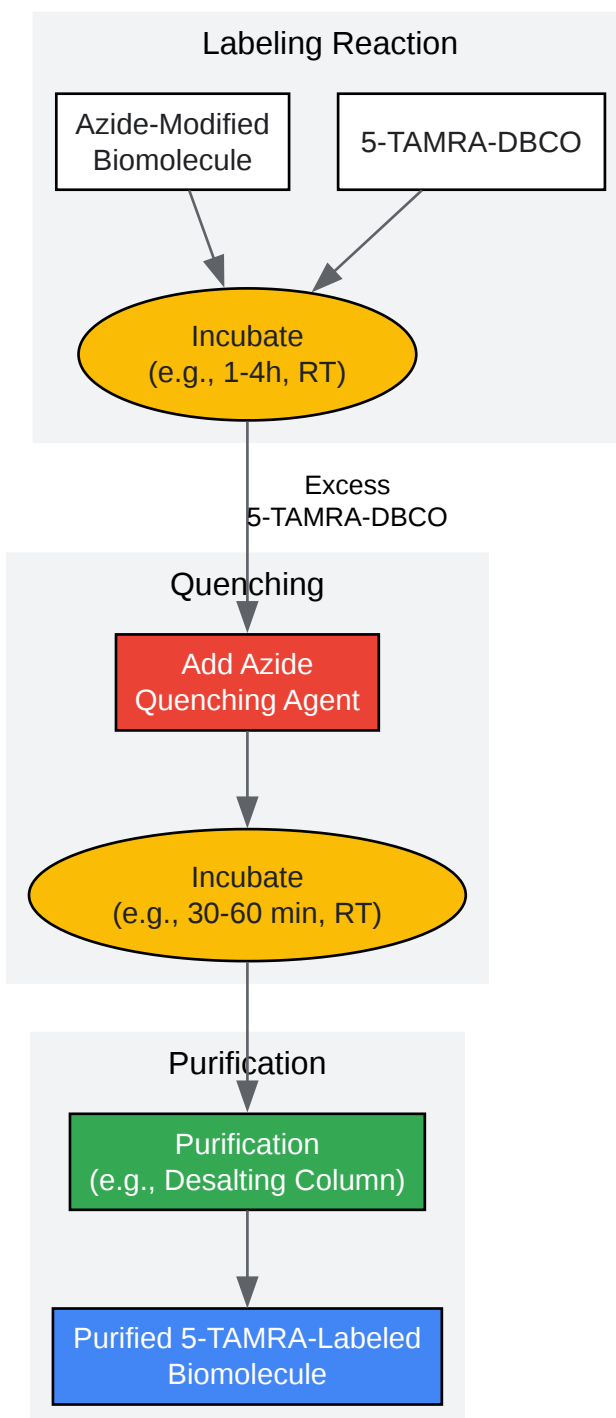 Labeling Reaction
Azide-Modified
Biomolecule
5-TAMRA-DBCO
Incubate
(e.g., 1-4h, RT)
Excess
5-TAMRA-DBCO
Quenching
Add Azide
Quenching Agent
Incubate
(e.g., 30-60 min, RT)
Purification
Purification
(e.g., Desalting Column)
Purified 5-TAMRA-Labeled
Biomolecule